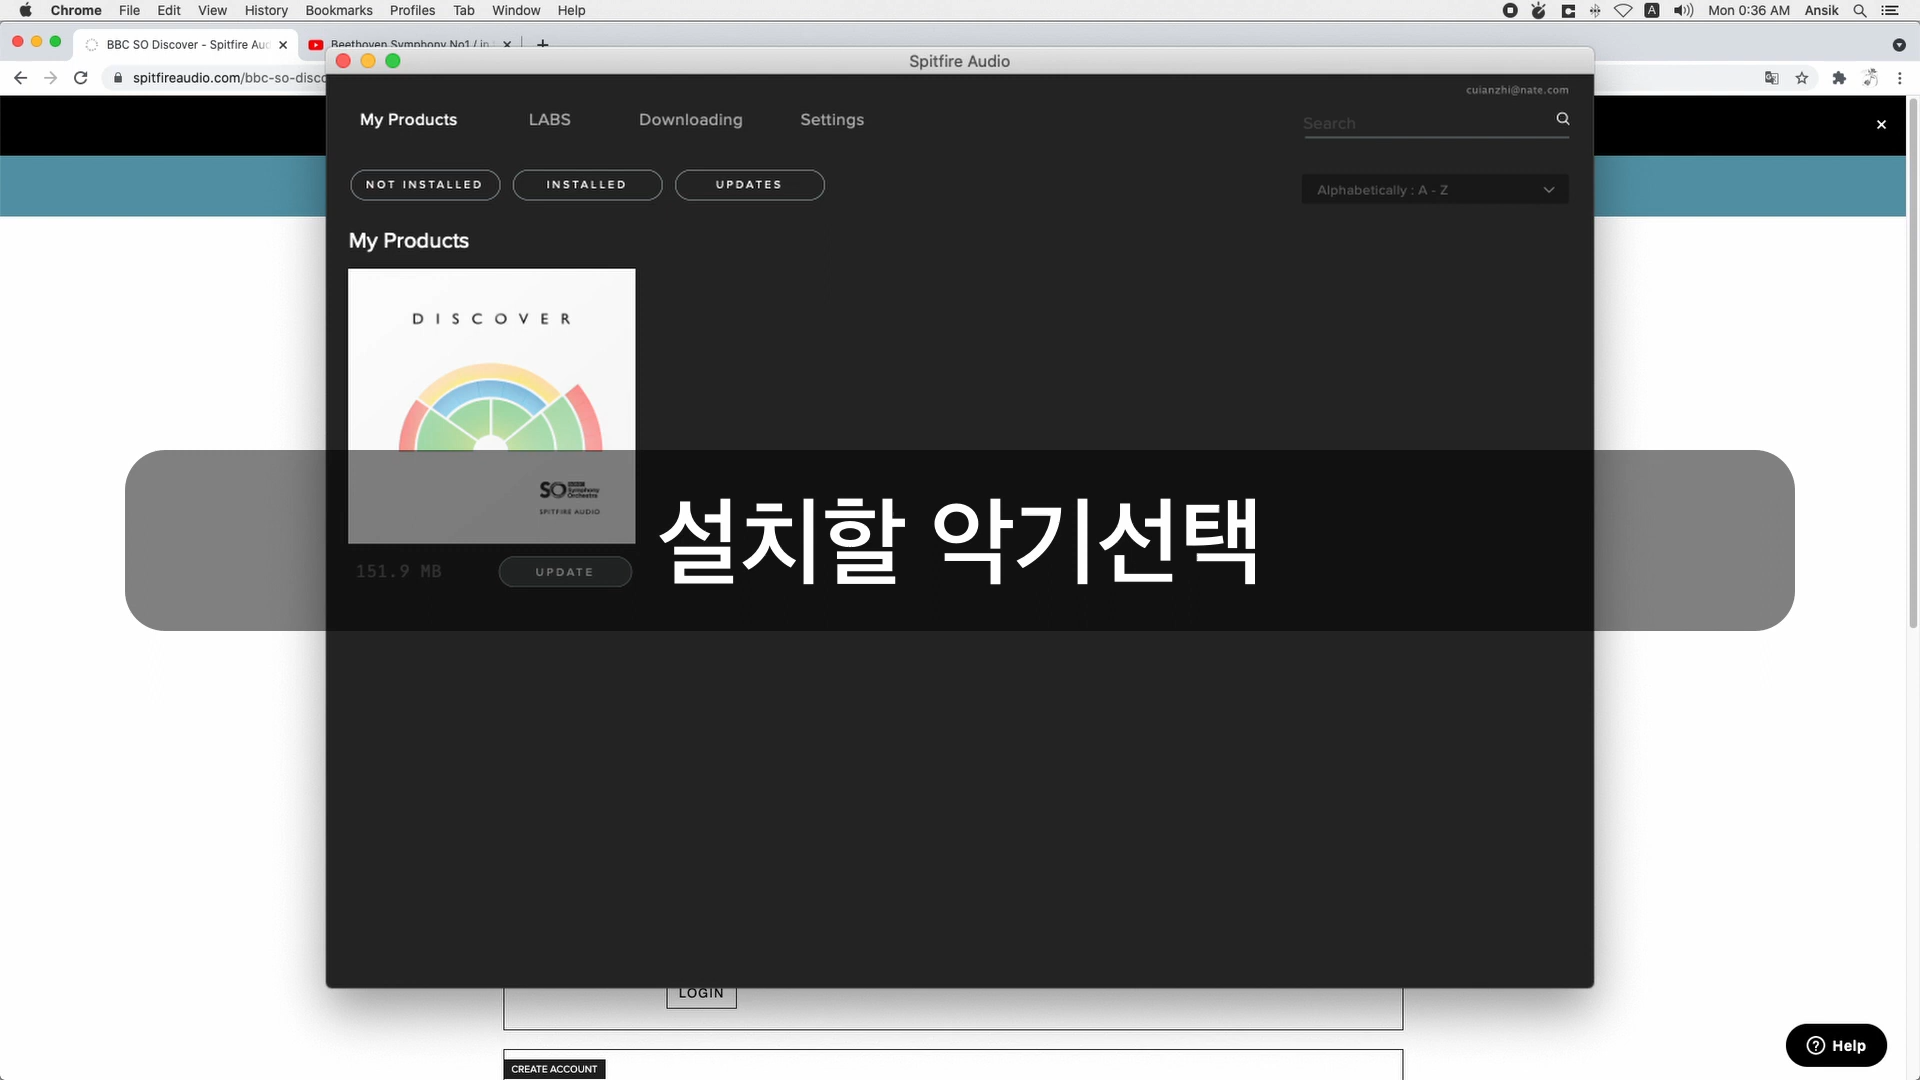 Chrome File Edit View History Bookmarks Profiles Tab Window Help
A Mon 0:36 AM Ansik
BBC SO Discover - Spitfire Au
Beethoven Symphony No1 / in
spitfireaudio.com/bbc-so-disc
Spitfire Audio
cuianzhi@nate.com
My Products LABS Downloading Settings
Search
NOT INSTALLED INSTALLED UPDATES
Alphabetically : A - Z
My Products
DISCOVER
SO Symphony Orchestra
SPITFIRE AUDIO
설치할 악기선택
151.9 MB UPDATE
LOGIN
Help
CREATE ACCOUNT